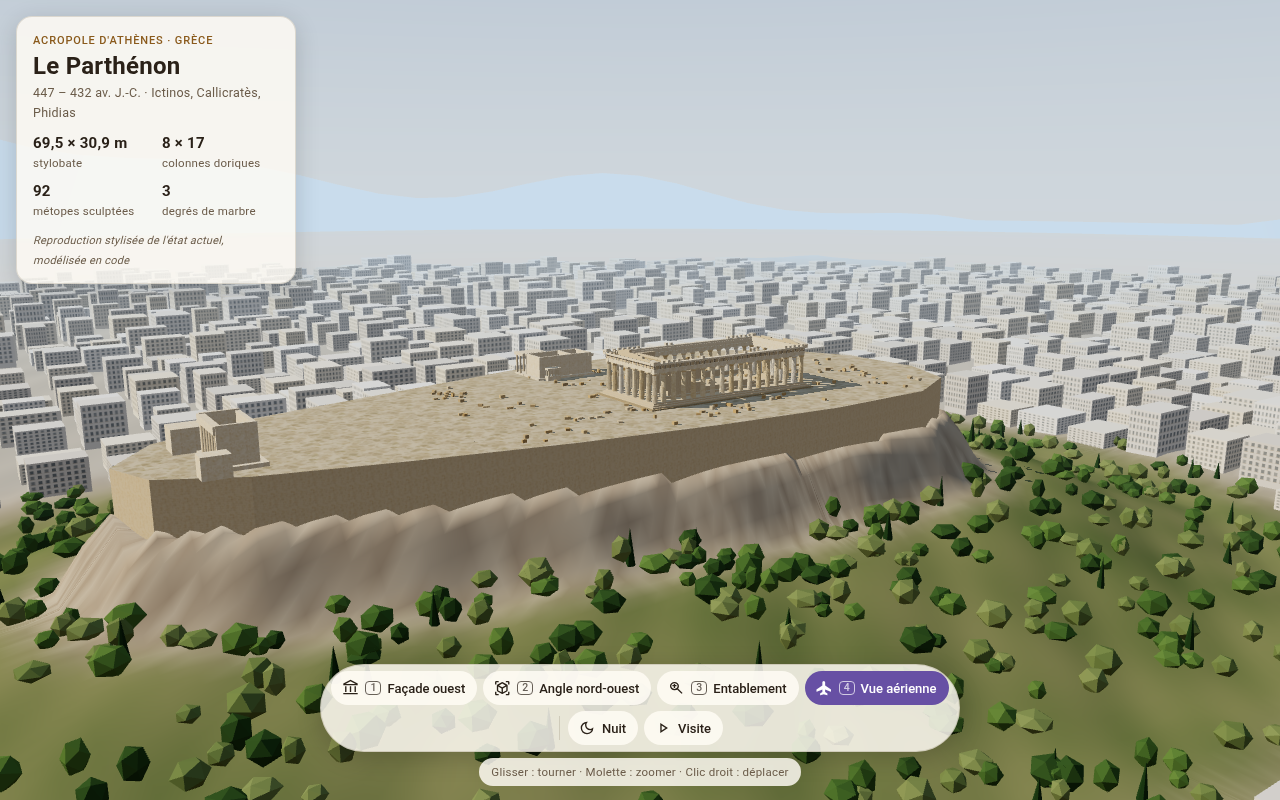 ACROPOLE D'ATHÈNES · GRÈCE
Le Parthénon
447 – 432 av. J.-C. · Ictinos, Callicratès,
Phidias
69,5 × 30,9 m
8 × 17
stylobate
colonnes doriques
92
3
métopes sculptées
degrés de marbre
Reproduction stylisée de l'état actuel,
modélisée en code
1 Façade ouest
2 Angle nord-ouest
3 Entablement
4 Vue aérienne
Nuit
Visite
Glisser : tourner · Molette : zoomer · Clic droit : déplacer